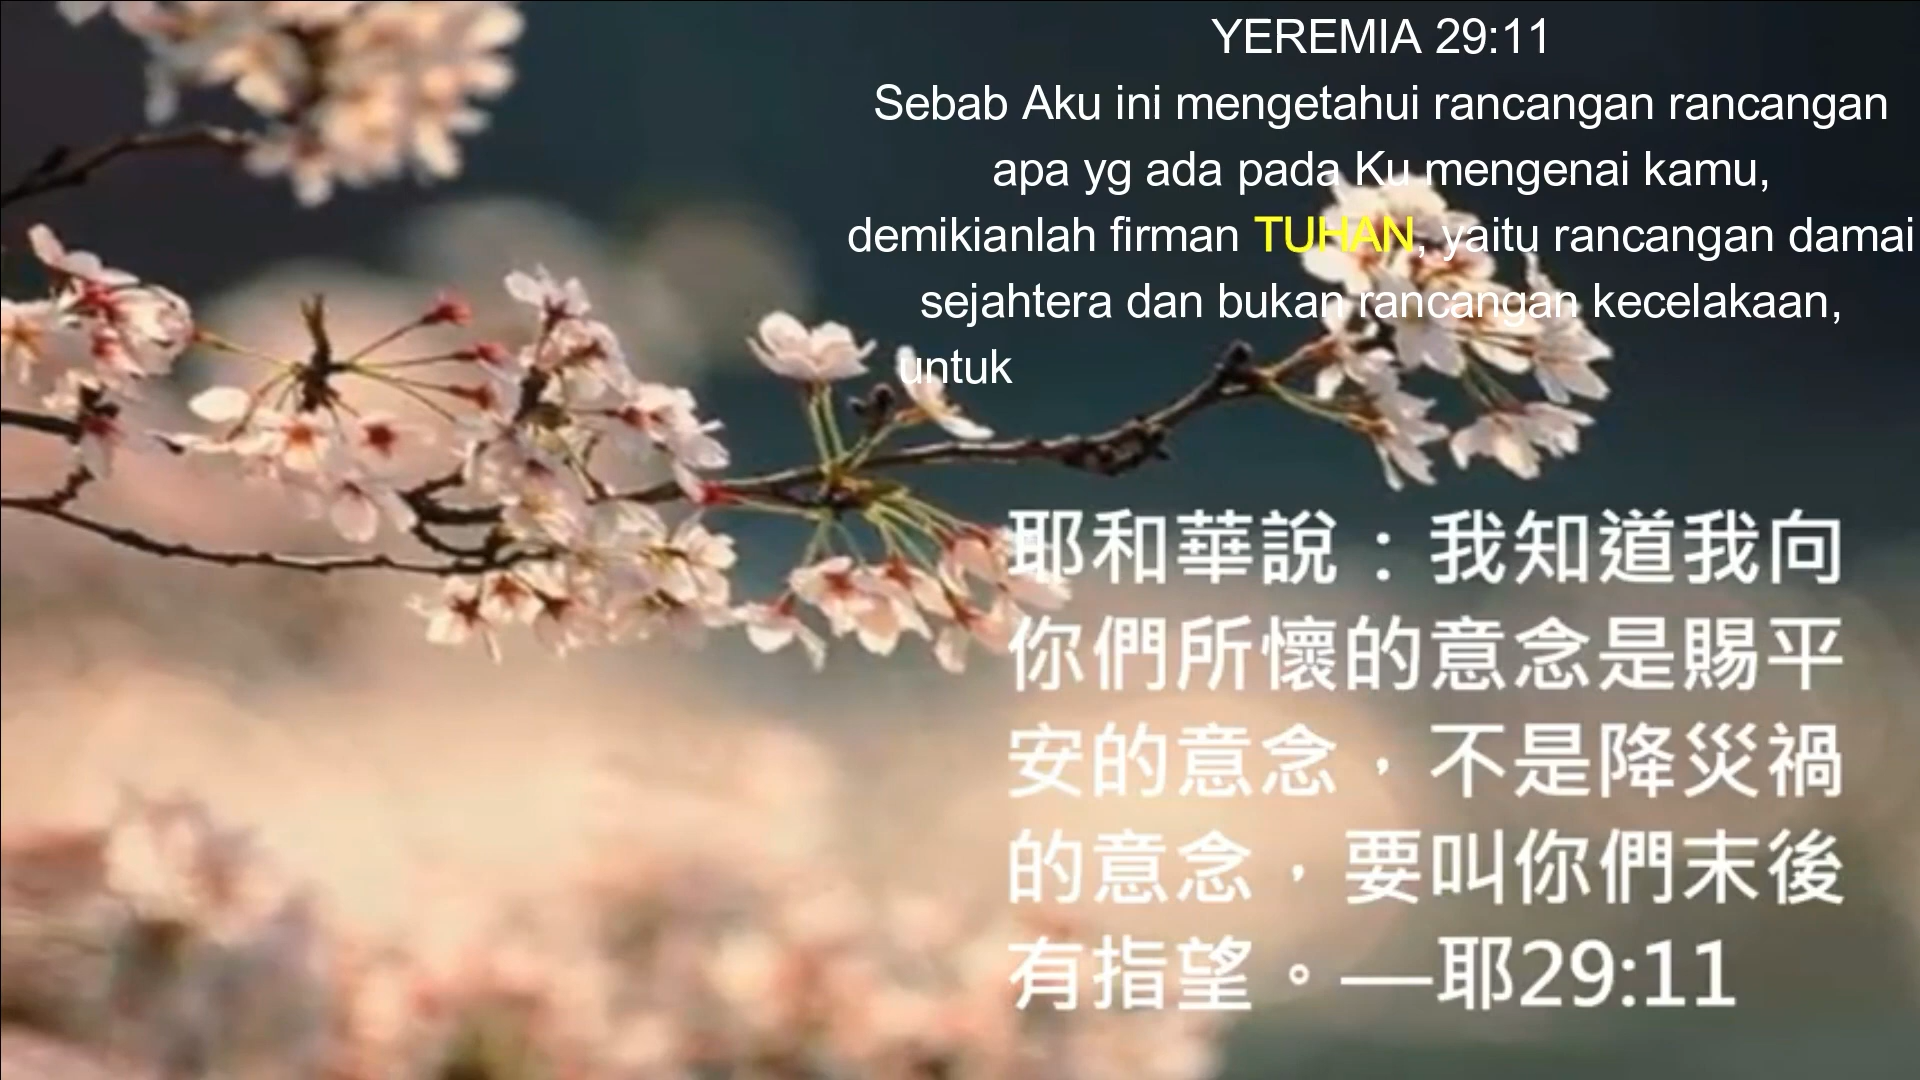 YEREMIA 29:11
Sebab Aku ini mengetahui rancangan rancangan
apa yg ada pada Ku mengenai kamu,
demikianlah firman TUHAN, yaitu rancangan damai
sejahtera dan bukan rancangan kecelakaan,
untuk
耶和華說：我知道我向
你們所懷的意念是賜平
安的意念，不是降災禍
的意念，要叫你們末後
有指望。—耶29:11